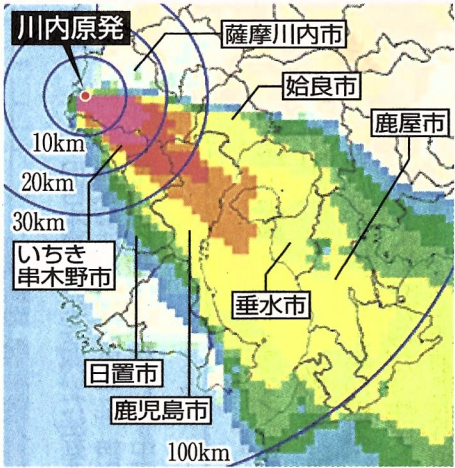 川内原発
薩摩川内市
姶良市
鹿屋市
10km
20km
30km
いちき
串木野市
垂水市
日置市
鹿児島市
100km